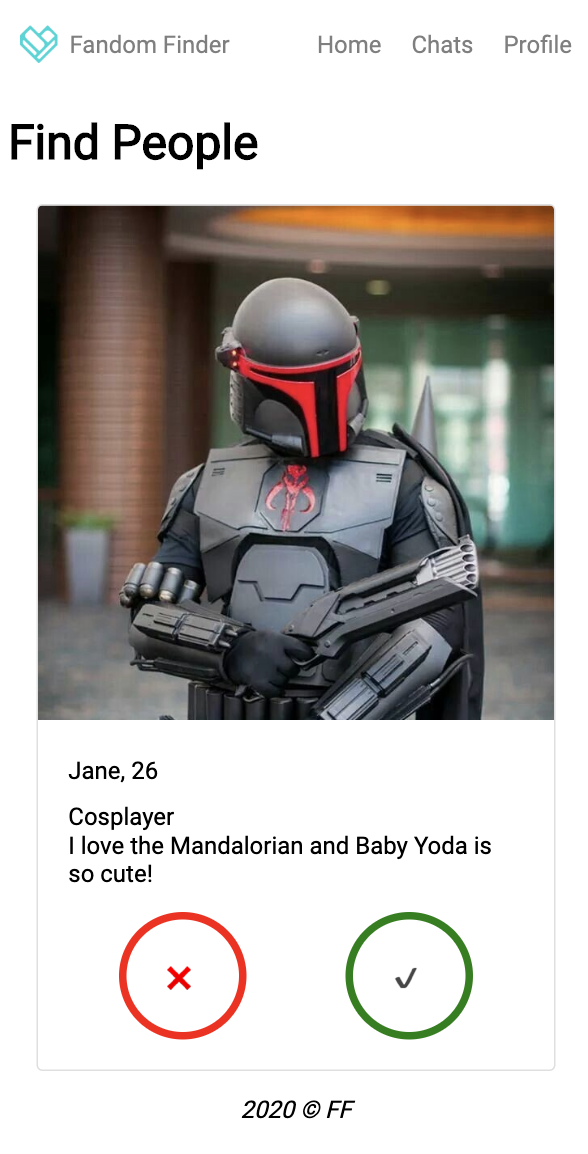 Fandom Finder Home Chats Profile
Find People
Jane, 26
Cosplayer
I love the Mandalorian and Baby Yoda is
so cute!
2020 © FF